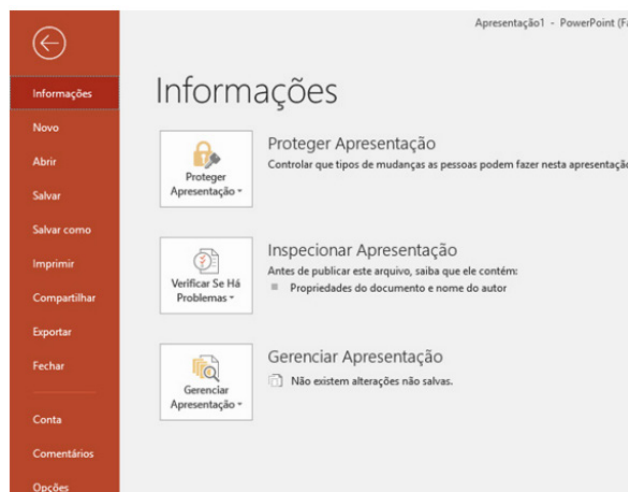 Apresentação1 - PowerPoint (Fa
Informações
Novo
Abrir
Salvar
Salvar como
Imprimir
Compartilhar
Exportar
Fechar
Conta
Comentários
Opções
Informações
Proteger
Apresentação
Proteger Apresentação
Controlar que tipos de mudanças as pessoas podem fazer nesta apresentação
Verificar Se Há
Problemas
Inspecionar Apresentação
Antes de publicar este arquivo, saiba que ele contém:
Propriedades do documento e nome do autor
Gerenciar
Apresentação
Gerenciar Apresentação
Não existem alterações não salvas.